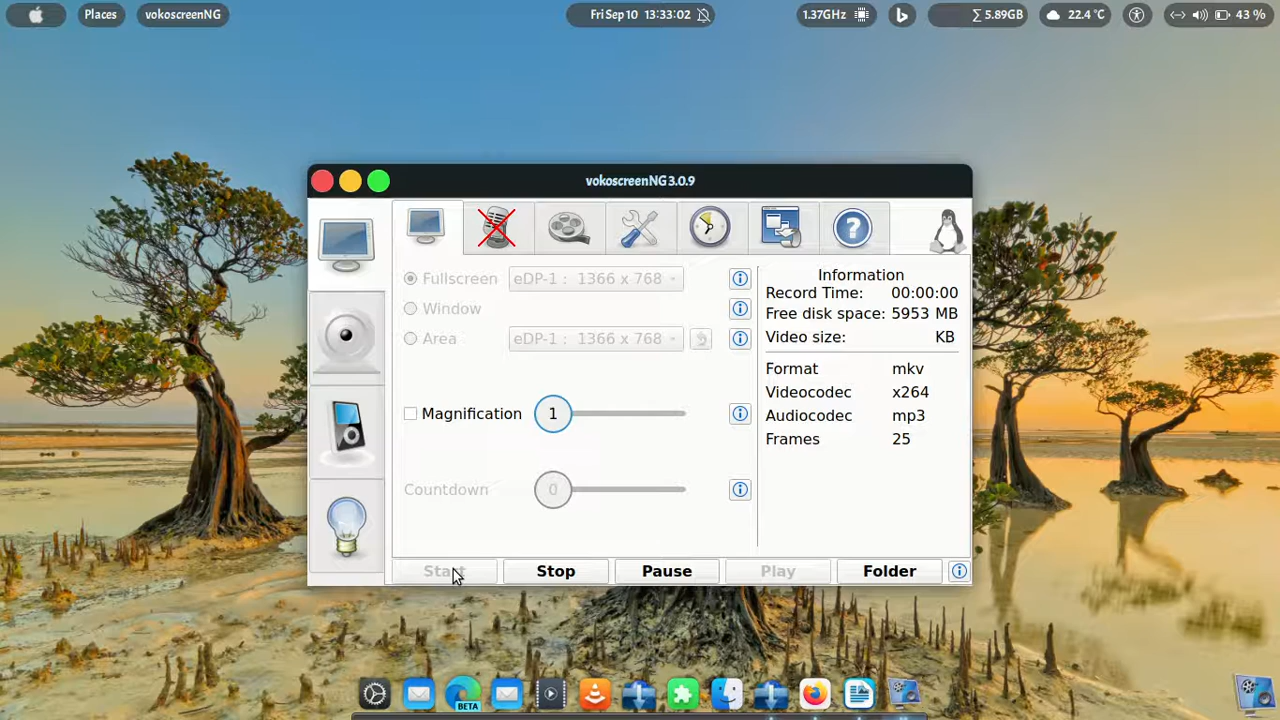 Places
vokoscreenNG
Fri Sep 10 13:33:02
1.37GHz
∑ 5.89GB
22.4 °C
43 %
vokoscreenNG 3.0.9
Fullscreen
eDP-1 : 1366 x 768
Window
Area
eDP-1 : 1366 x 768
Magnification
1
Countdown
0
Information
Record Time: 00:00:00
Free disk space: 5953 MB
Video size: KB
Format mkv
Videocodec x264
Audiocodec mp3
Frames 25
Start
Stop
Pause
Play
Folder
BETA